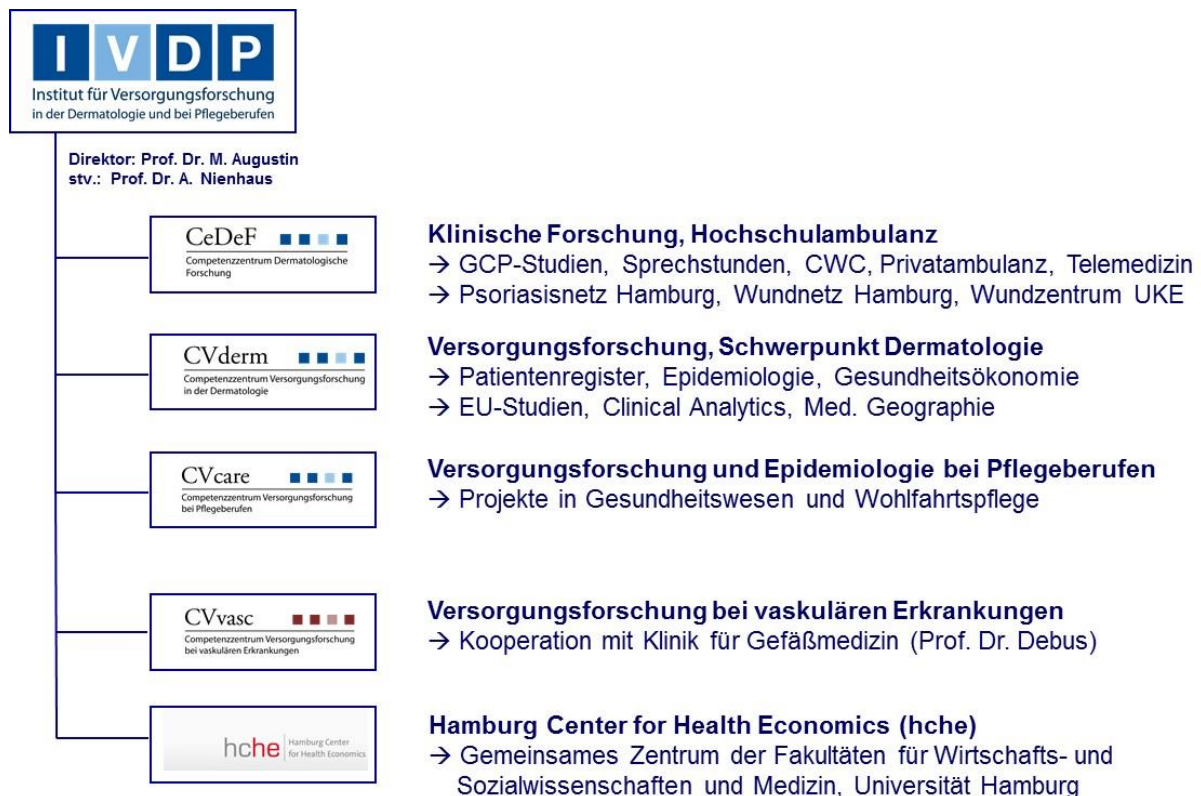 I V D P
Institut für Versorgungsforschung
in der Dermatologie und bei Pflegeberufen
Direktor: Prof. Dr. M. Augustin
stv.: Prof. Dr. A. Nienhaus
CeDeF
Competenzzentrum Dermatologische
Forschung
Klinische Forschung, Hochschulambulanz
→ GCP-Studien, Sprechstunden, CWC, Privatambulanz, Telemedizin
→ Psoriasisnetz Hamburg, Wundnetz Hamburg, Wundzentrum UKE
CVderm
Competenzzentrum Versorgungsforschung
in der Dermatologie
Versorgungsforschung, Schwerpunkt Dermatologie
→ Patientenregister, Epidemiologie, Gesundheitsökonomie
→ EU-Studien, Clinical Analytics, Med. Geographie
CVcare
Competenzzentrum Versorgungsforschung
bei Pflegeberufen
Versorgungsforschung und Epidemiologie bei Pflegeberufen
→ Projekte in Gesundheitswesen und Wohlfahrtspflege
CVvasc
Competenzzentrum Versorgungsforschung
bei vaskulären Erkrankungen
Versorgungsforschung bei vaskulären Erkrankungen
→ Kooperation mit Klinik für Gefäßmedizin (Prof. Dr. Debus)
hche
Hamburg Center
for Health Economics
Hamburg Center for Health Economics (hche)
→ Gemeinsames Zentrum der Fakultäten für Wirtschafts- und
Sozialwissenschaften und Medizin, Universität Hamburg